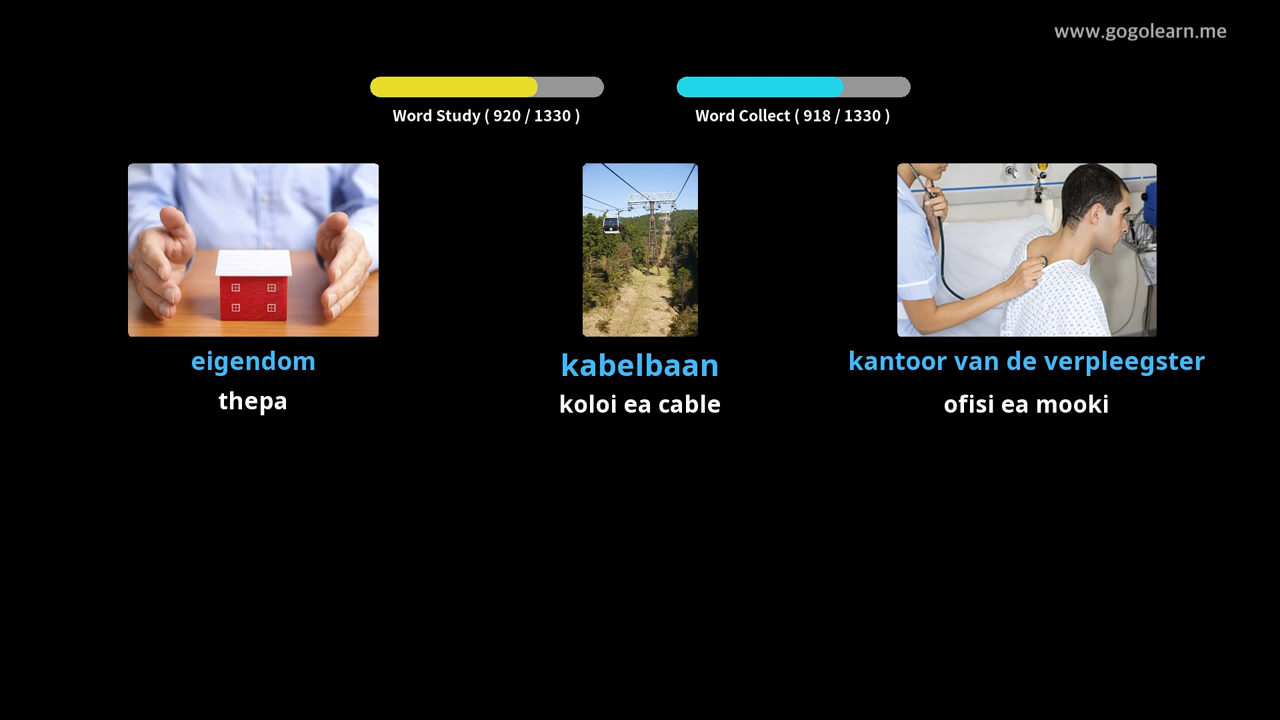 www.gogolearn.me
Word Study ( 920 / 1330 )
Word Collect ( 918 / 1330 )
eigendom
kabelbaan
kantoor van de verpleegster
thepa
koloi ea cable
ofisi ea mooki